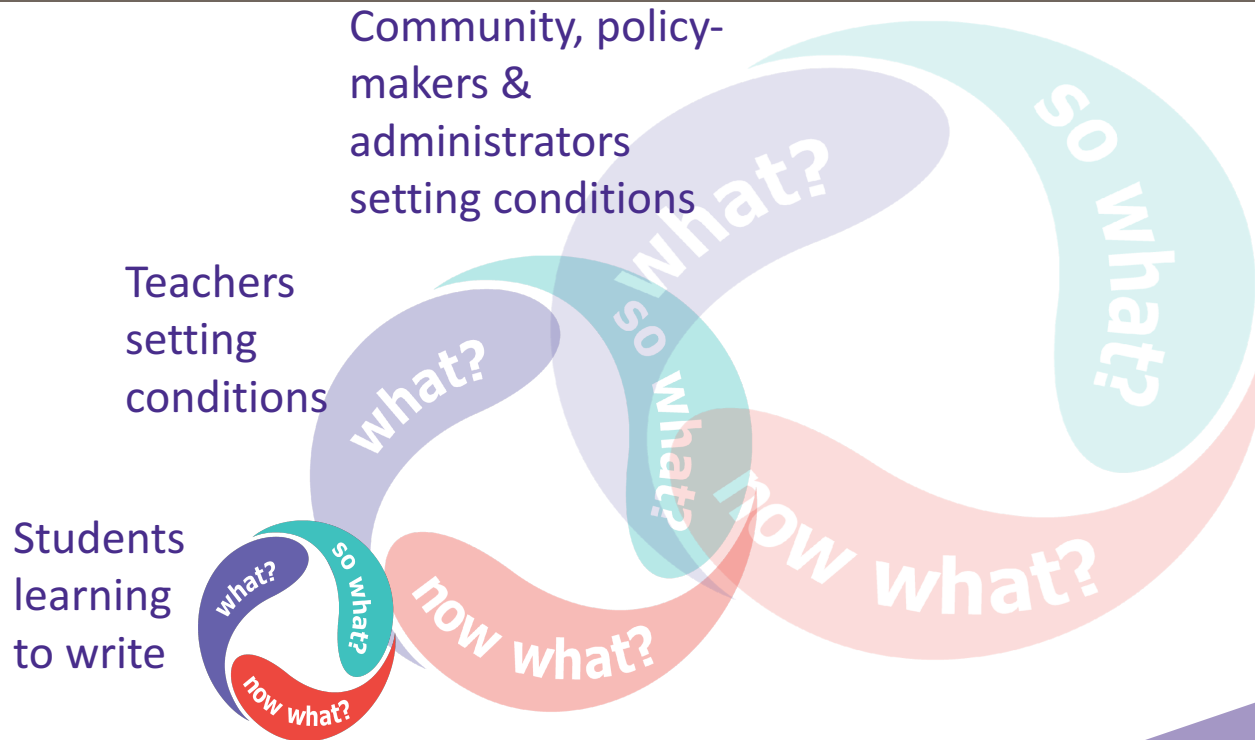 Community, policy-
makers &
administrators
setting conditions
what?
so what?
now what?
Teachers
setting
conditions
what?
so what?
now what?
Students
learning
to write
what?
so what?
now what?